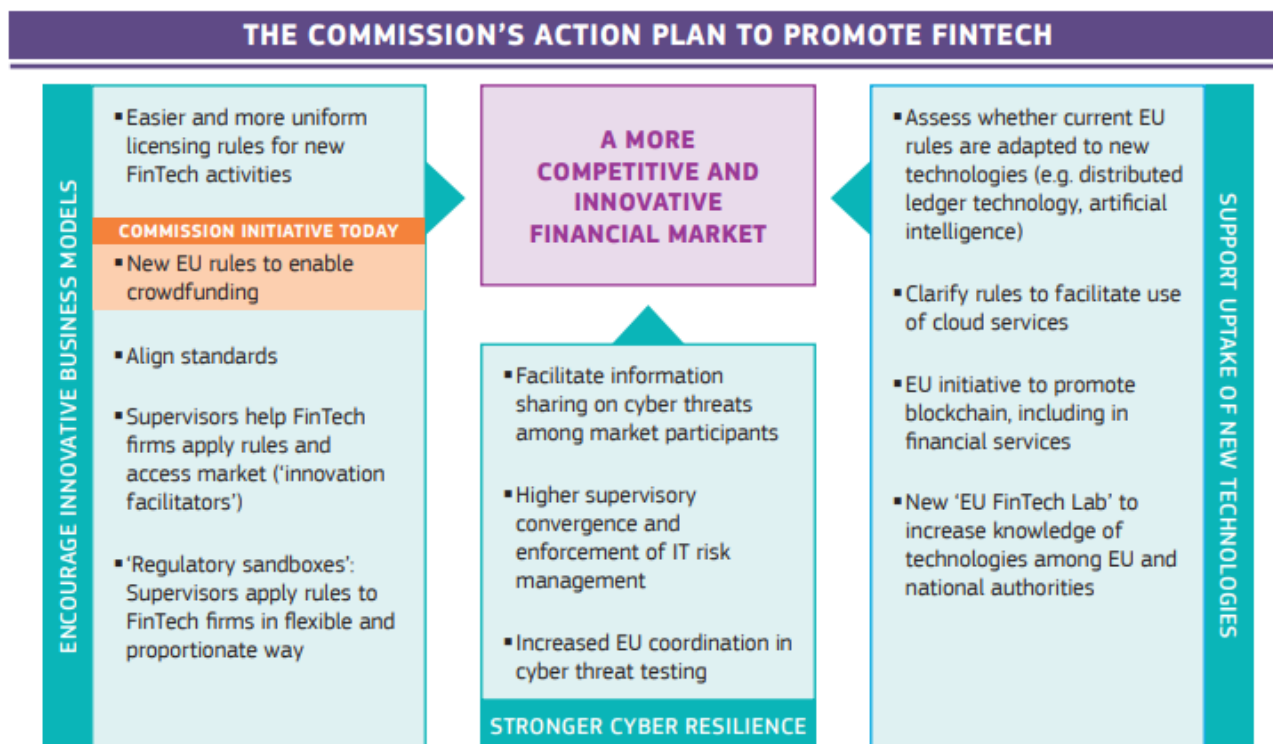 THE COMMISSION'S ACTION PLAN TO PROMOTE FINTECH
ENCOURAGE INNOVATIVE BUSINESS MODELS
▪Easier and more uniform
licensing rules for new
FinTech activities
COMMISSION INITIATIVE TODAY
▪New EU rules to enable
crowdfunding
▪Align standards
▪Supervisors help FinTech
firms apply rules and
access market (‘innovation
facilitators’)
▪‘Regulatory sandboxes’:
Supervisors apply rules to
FinTech firms in flexible and
proportionate way
A MORE
COMPETITIVE AND
INNOVATIVE
FINANCIAL MARKET
▪Facilitate information
sharing on cyber threats
among market participants
▪Higher supervisory
convergence and
enforcement of IT risk
management
▪Increased EU coordination in
cyber threat testing
STRONGER CYBER RESILIENCE
▪Assess whether current EU
rules are adapted to new
technologies (e.g. distributed
ledger technology, artificial
intelligence)
▪Clarify rules to facilitate use
of cloud services
▪EU initiative to promote
blockchain, including in
financial services
▪New ‘EU FinTech Lab’ to
increase knowledge of
technologies among EU and
national authorities
SUPPORT UPTAKE OF NEW TECHNOLOGIES